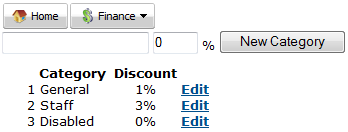 Home Finance
0 % New Category
Category Discount
1 General 1% Edit
2 Staff 3% Edit
3 Disabled 0% Edit